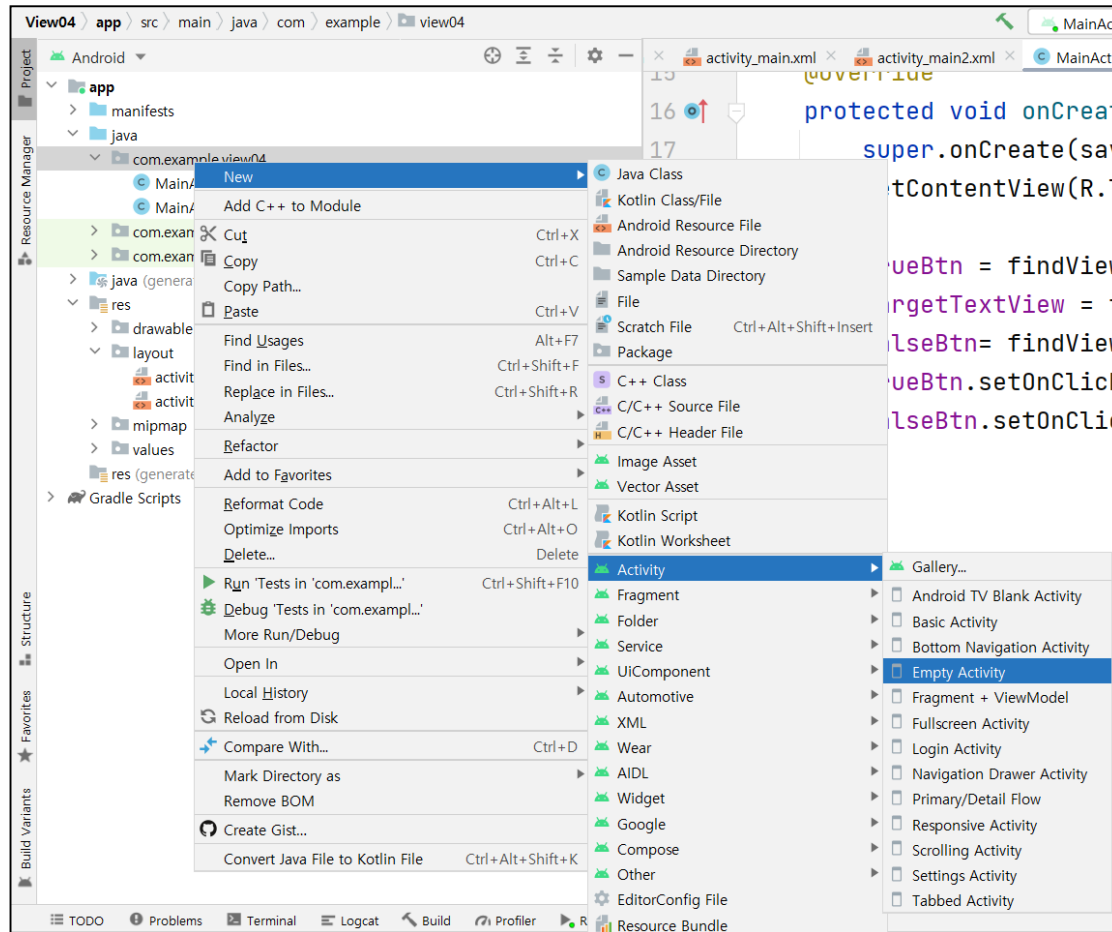 View04 app src main java com example view04
MainAc
Project
Resource Manager
Structure
Favorites
Build Variants
Android
app
manifests
java
com.example.view04
MainA
MainA
com.exam
com.exam
java (genera
res
drawable
layout
activit
activit
mipmap
values
res (generate
Gradle Scripts
activity_main.xml
activity_main2.xml
MainAct
15 @Override
16 protected void onCreat
17 super.onCreate(sav
tContentView(R.
ueBtn = findView
rgetTextView =
lseBtn= findView
ueBtn.setOnClick
lseBtn.setOnClic
New
Add C++ to Module
Cut Ctrl+X
Copy Ctrl+C
Copy Path...
Paste Ctrl+V
Find Usages Alt+F7
Find in Files... Ctrl+Shift+F
Replace in Files... Ctrl+Shift+R
Analyze
Refactor
Add to Favorites
Reformat Code Ctrl+Alt+L
Optimize Imports Ctrl+Alt+O
Delete... Delete
Run 'Tests in 'com.exampl...' Ctrl+Shift+F10
Debug 'Tests in 'com.exampl...'
More Run/Debug
Open In
Local History
Reload from Disk
Compare With... Ctrl+D
Mark Directory as
Remove BOM
Create Gist...
Convert Java File to Kotlin File Ctrl+Alt+Shift+K
Java Class
Kotlin Class/File
Android Resource File
Android Resource Directory
Sample Data Directory
File
Scratch File Ctrl+Alt+Shift+Insert
Package
S C++ Class
C++ C/C++ Source File
H C/C++ Header File
Image Asset
Vector Asset
Kotlin Script
Kotlin Worksheet
Activity
Fragment
Folder
Service
UiComponent
Automotive
XML
Wear
AIDL
Widget
Google
Compose
Other
EditorConfig File
Resource Bundle
Gallery...
Android TV Blank Activity
Basic Activity
Bottom Navigation Activity
Empty Activity
Fragment + ViewModel
Fullscreen Activity
Login Activity
Navigation Drawer Activity
Primary/Detail Flow
Responsive Activity
Scrolling Activity
Settings Activity
Tabbed Activity
TODO Problems Terminal Logcat Build Profiler R